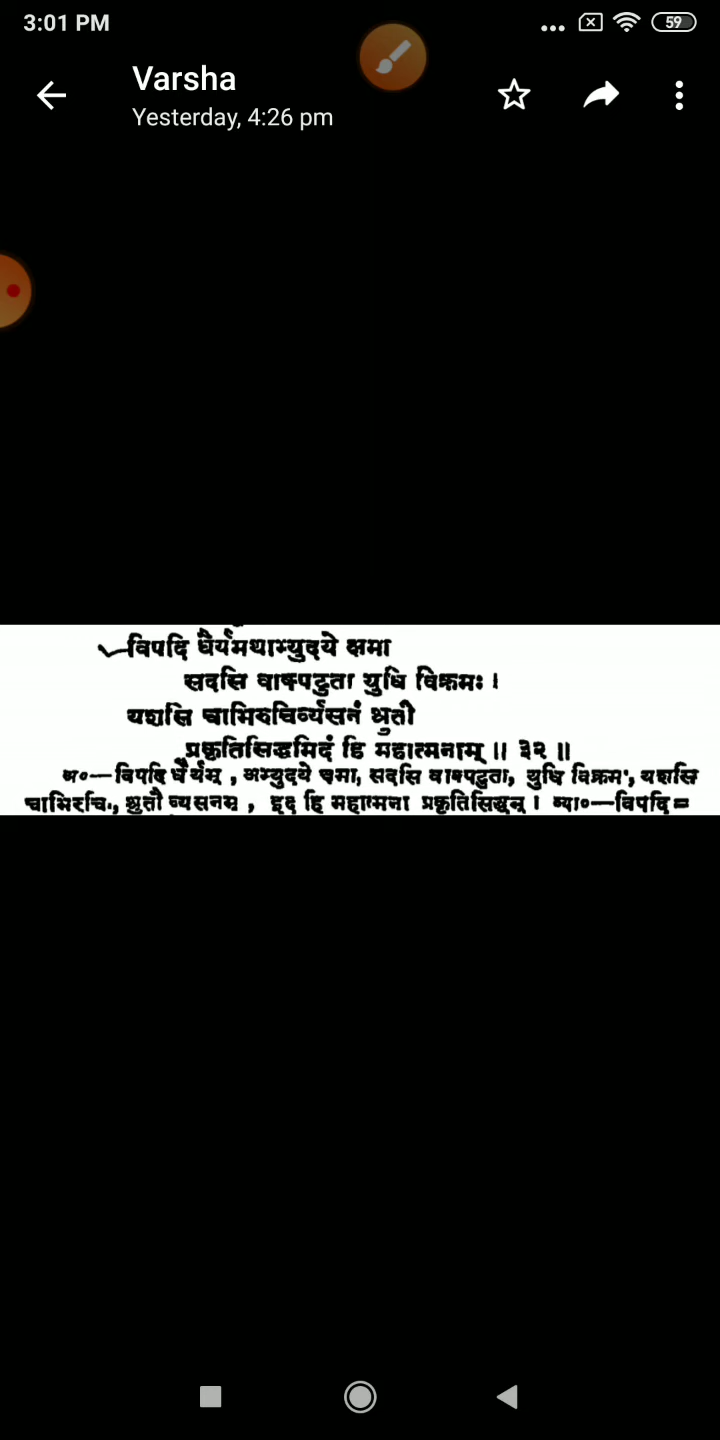 3:01 PM
59
Varsha
Yesterday, 4:26 pm
विपदि धैर्यमथाभ्युदये क्षमा
सदसि वाक्पटुता युधि विक्रमः ।
यशसि चाभिरुचिर्व्यसनं श्रुतौ
प्रकृतिसिद्धमिदं हि महात्मनाम् ॥ ३२ ॥
अ०—विपदि धैर्यम् , अभ्युदये क्षमा, सदसि वाक्पटुता, युधि विक्रमः, यशसि
चाभिरुचिः, श्रुतौ व्यसनम् , इदं हि महात्मनां प्रकृतिसिद्धम् । व्या०—विपदि=